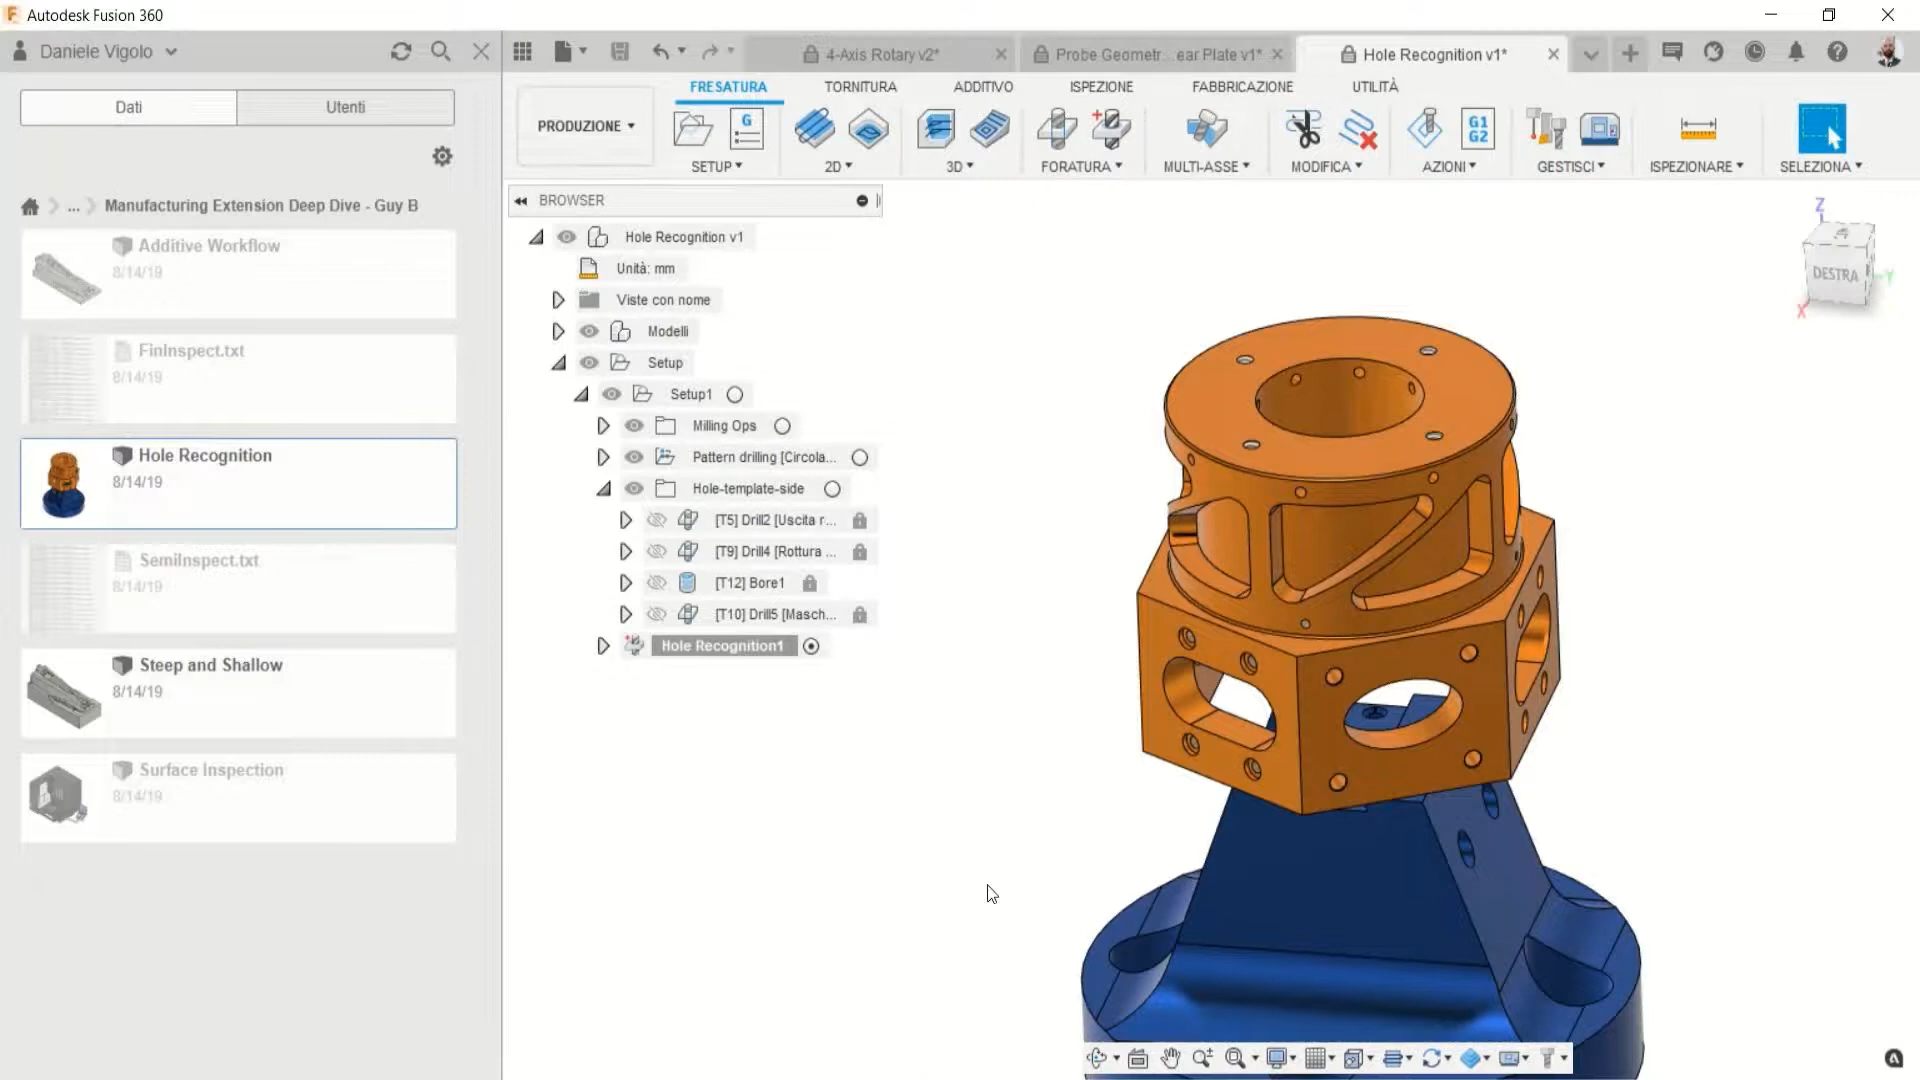 Autodesk Fusion 360
Daniele Vigolo
Dati
Utenti
... Manufacturing Extension Deep Dive - Guy B
Additive Workflow
8/14/19
FinInspect.txt
8/14/19
Hole Recognition
8/14/19
SemiInspect.txt
8/14/19
Steep and Shallow
8/14/19
Surface Inspection
8/14/19
4-Axis Rotary v2*
Probe Geometr... ear Plate v1*
Hole Recognition v1*
FRESATURA
TORNITURA
ADDITIVO
ISPEZIONE
FABBRICAZIONE
UTILITÀ
PRODUZIONE
G
G1
G2
SETUP
2D
3D
FORATURA
MULTI-ASSE
MODIFICA
AZIONI
GESTISCI
ISPEZIONARE
SELEZIONA
BROWSER
Hole Recognition v1
Unità: mm
Viste con nome
Modelli
Setup
Setup1
Milling Ops
Pattern drilling [Circola...
Hole-template-side
[T5] Drill2 [Uscita r...
[T9] Drill4 [Rottura ...
[T12] Bore1
[T10] Drill5 [Masch...
Hole Recognition1
Z
DESTRA
Y
X